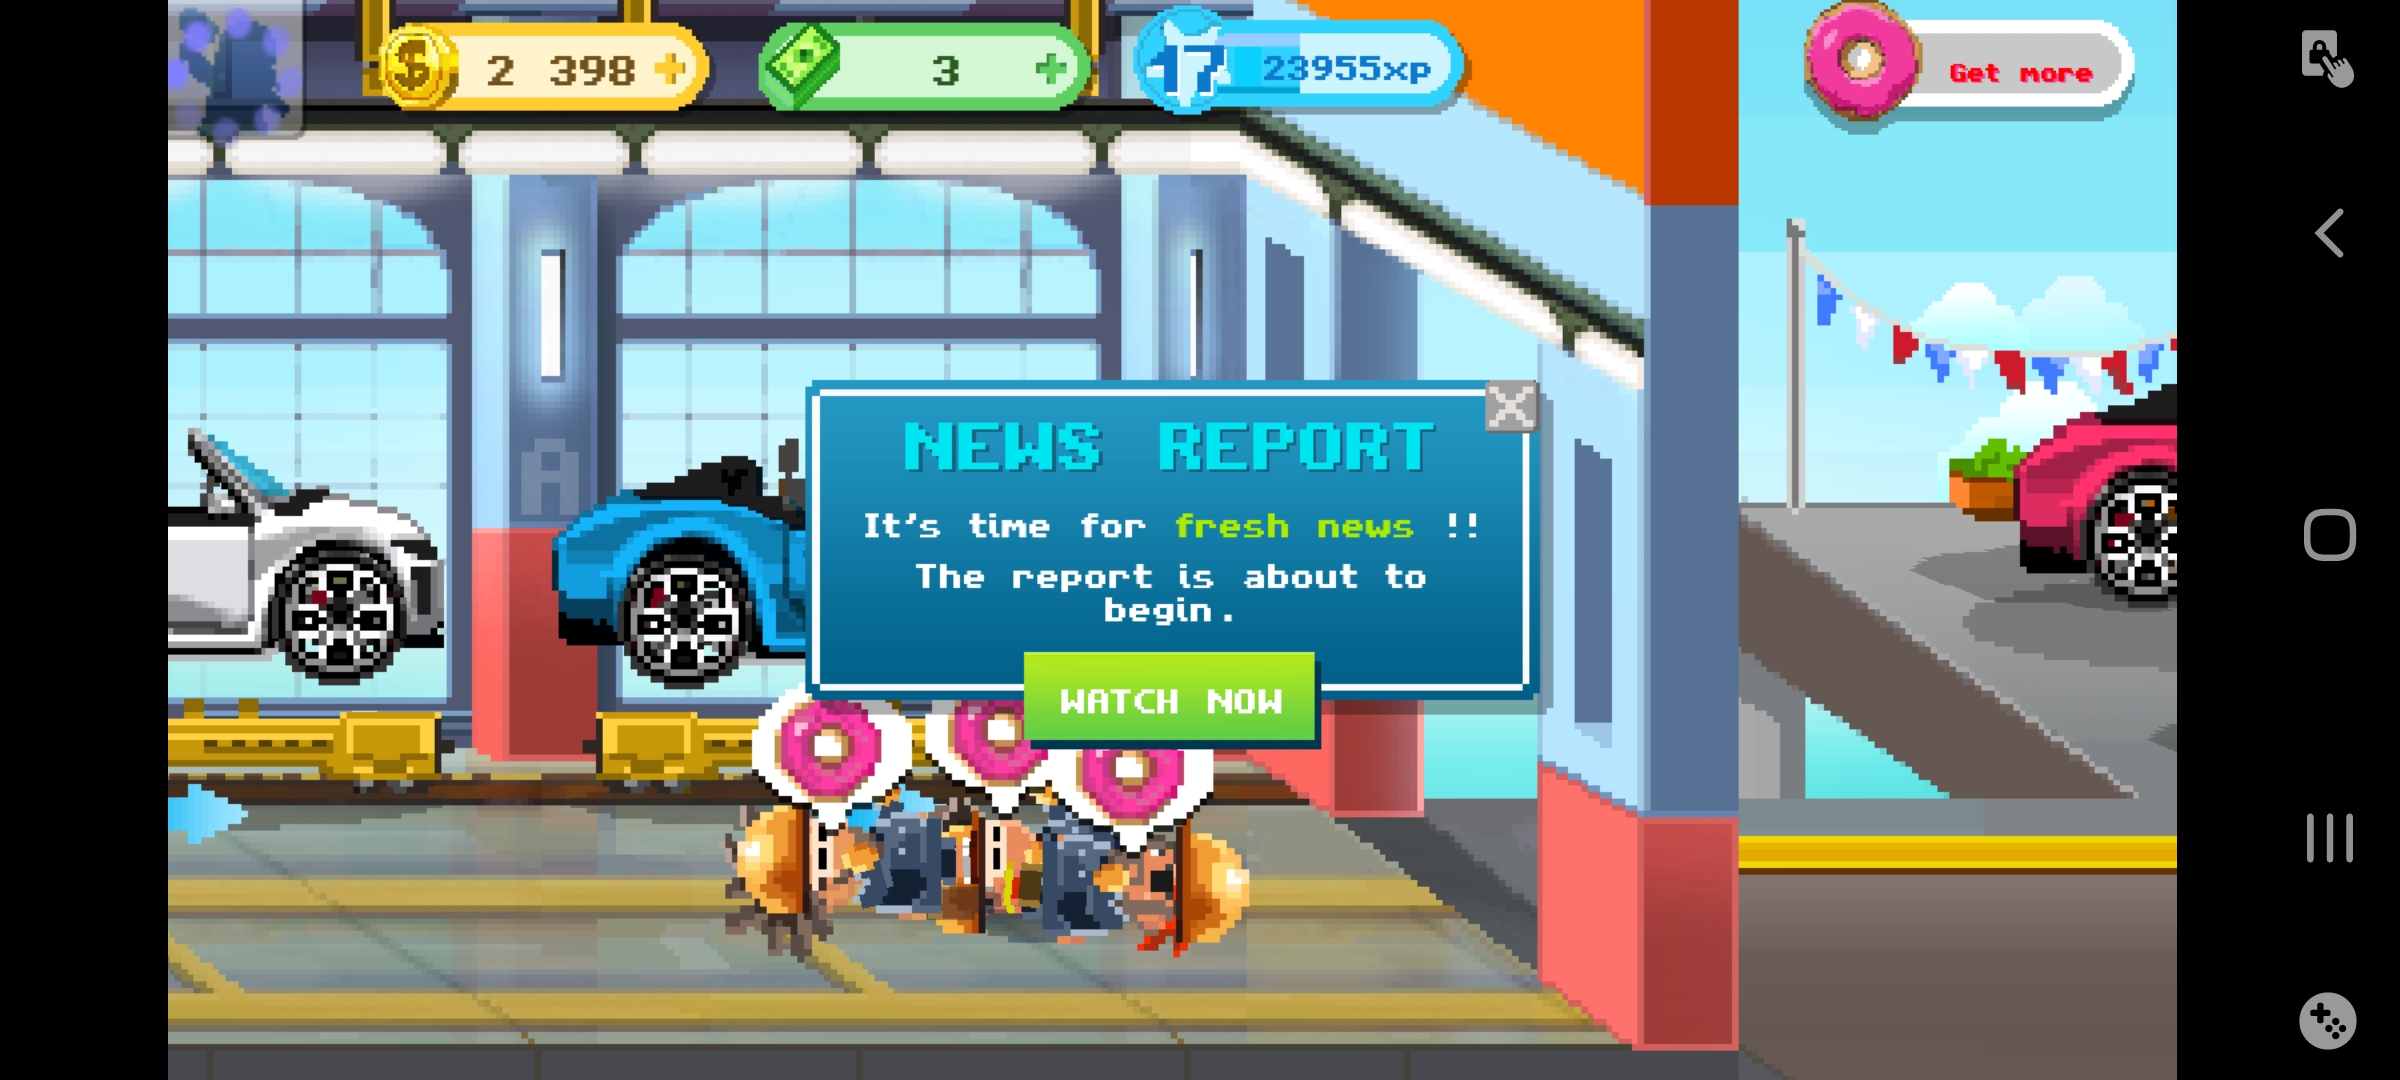 2 398
3
17
23955xp
Get more
A
NEWS REPORT
It's time for fresh news !!
The report is about to
begin.
WATCH NOW